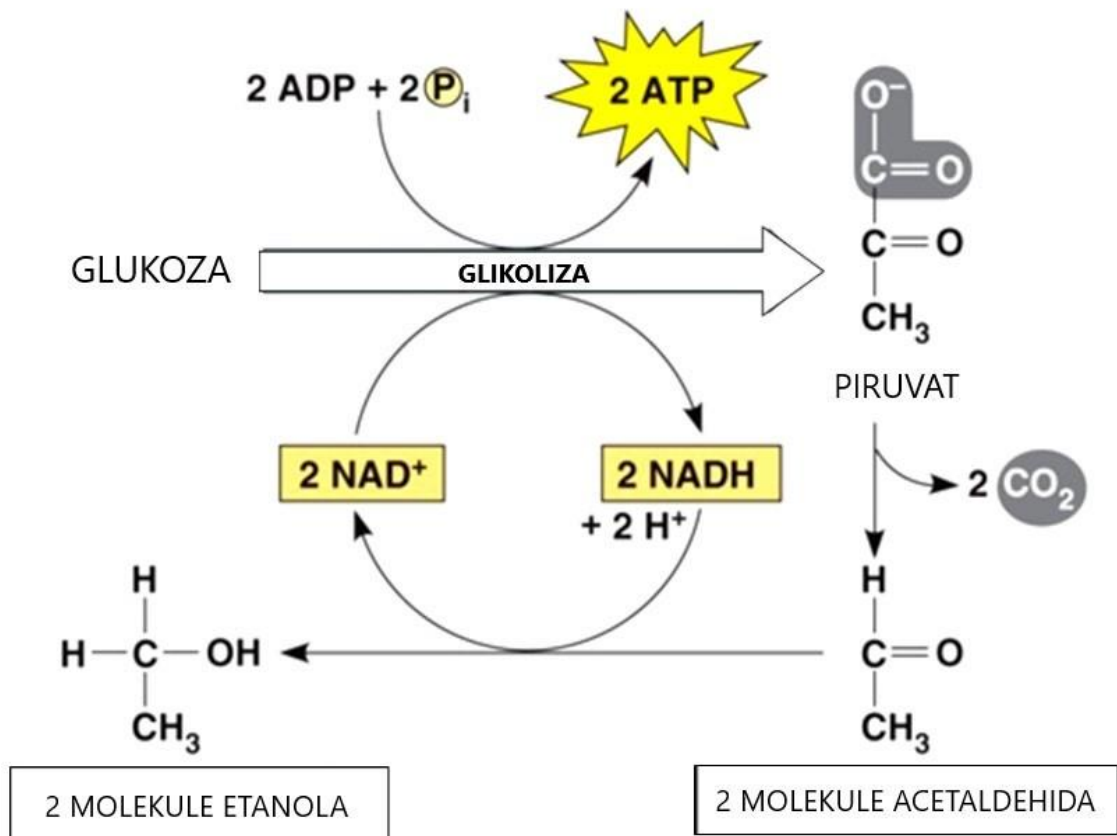 2 ADP + 2 Pi
2 ATP
O⁻
C=O
C=O
CH₃
GLUKOZA
GLIKOLIZA
PIRUVAT
2 NAD⁺
2 NADH
+ 2 H⁺
2 CO₂
H
H—C—OH
CH₃
H
C=O
CH₃
2 MOLEKULE ETANOLA
2 MOLEKULE ACETALDEHIDA